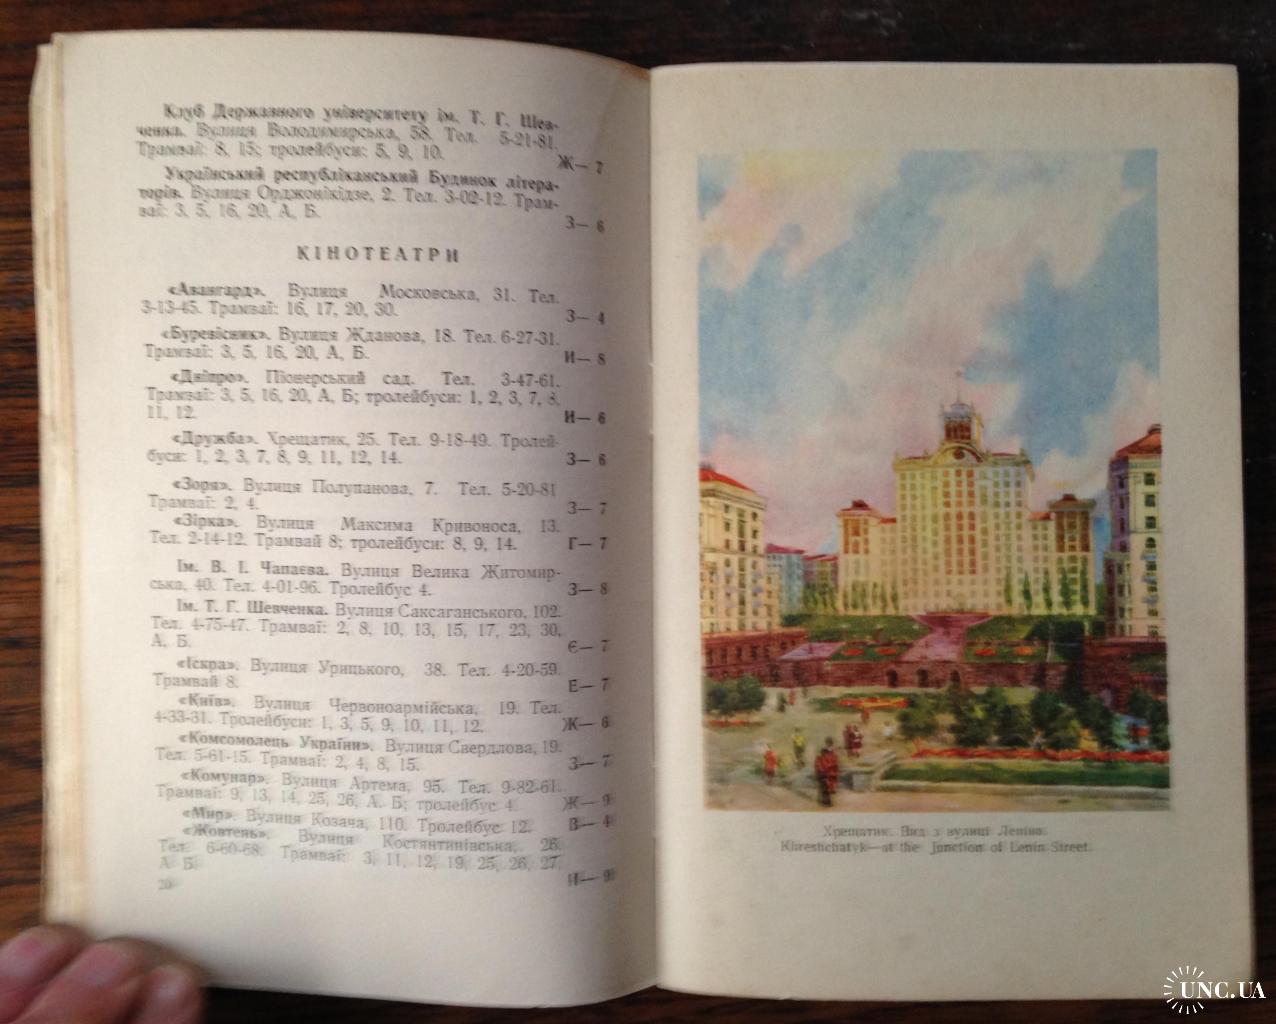 Клуб Державного університету ім. Т. Г. Шев-
ченка. Вулиця Володимирська, 58. Тел. 5-21-81.
Трамваї: 8, 15; тролейбуси: 5, 9, 10.
Ж— 7
Український республіканський Будинок літера-
торів. Вулиця Орджонікідзе, 2. Тел. 3-02-12. Трам-
ваї: 3, 5, 16, 20, А, Б.
З— 6
КІНОТЕАТРИ
«Авангард». Вулиця Московська, 31. Тел.
3-13-45. Трамваї: 16, 17, 20, 30.
З— 4
«Буревісник». Вулиця Жданова, 18. Тел. 6-27-31.
Трамваї: 3, 5, 16, 20, А, Б.
И— 8
«Дніпро». Піонерський сад. Тел. 3-47-61.
Трамваї: 3, 5, 16, 20, А, Б; тролейбуси: 1, 2, 3, 7, 8,
11, 12.
И— 6
«Дружба». Хрещатик, 25. Тел. 9-18-49. Тролей-
буси: 1, 2, 3, 7, 8, 9, 11, 12, 14.
З— 6
«Зоря». Вулиця Полупанова, 7. Тел. 5-20-81
Трамваї: 2, 4.
З— 7
«Зірка». Вулиця Максима Кривоноса, 13.
Тел. 2-14-12. Трамвай 8; тролейбуси: 8, 9, 14.
Г— 7
Ім. В. І. Чапаєва. Вулиця Велика Житомир-
ська, 40. Тел. 4-01-96. Тролейбус 4.
З— 8
Ім. Т. Г. Шевченка. Вулиця Саксаганського, 102.
Тел. 4-75-47. Трамваї: 2, 8, 10, 13, 15, 17, 23, 30,
А, Б.
Є— 7
«Іскра». Вулиця Урицького, 38. Тел. 4-20-59.
Трамвай 8.
Е— 7
«Київ». Вулиця Червоноармійська, 19. Тел.
4-33-31. Тролейбуси: 1, 3, 5, 9, 10, 11, 12.
Ж— 6
«Комсомолець України». Вулиця Свердлова, 19.
Тел. 5-61-15. Трамваї: 2, 4, 8, 15.
З— 7
«Комунар». Вулиця Артема, 95. Тел. 9-82-61.
Трамваї: 9, 13, 14, 25, 26, А, Б; тролейбус 4.
Ж— 9
«Мир». Вулиця Козача, 110. Тролейбус 12.
В— 4
«Жовтень». Вулиця Костянтинівська, 26.
Тел. 6-60-68. Трамваї: 3, 11, 12, 19, 25, 26, 27,
А Б.
И— 9
20
Хрещатик. Вид з вулиці Леніна.
Khreshchatyk—at the Junction of Lenin Street.
UNC.UA